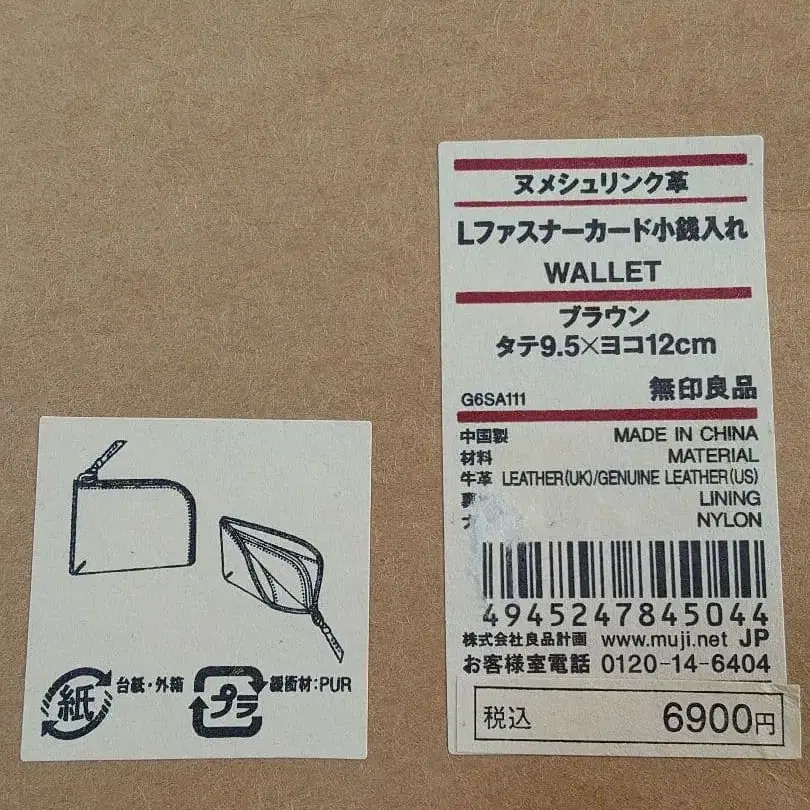 ヌメシュリンク革
Lファスナーカード小銭入れ
WALLET
ブラウン
タテ9.5×ヨコ12cm
G6SA111 無印良品
中国製 MADE IN CHINA
材料 MATERIAL
牛革 LEATHER(UK)/GENUINE LEATHER(US)
LINING
NYLON
4945247845044
株式会社良品計画 www.muji.net JP
お客様室電話 0120-14-6404
税込 6900円
紙 台紙・外箱 プラ 緩衝材:PUR